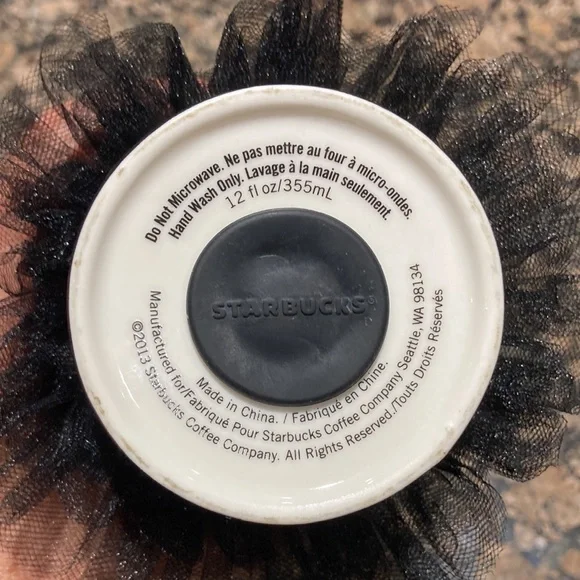 Do Not Microwave. Ne pas mettre au four à micro-ondes.
Hand Wash Only. Lavage à la main seulement.
12 fl oz/355mL
STARBUCKS®
Made in China. / Fabriqué en Chine.
Manufactured for/Fabriqué Pour Starbucks Coffee Company Seattle, WA 98134
©2013 Starbucks Coffee Company. All Rights Reserved./Touts Droits Réservés